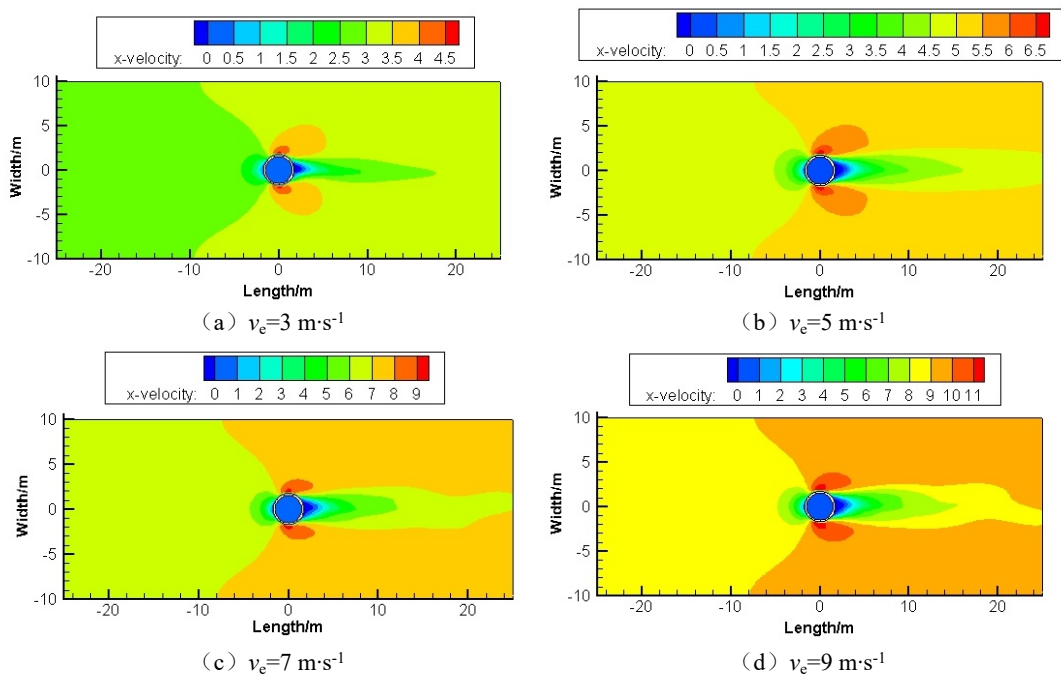 x-velocity: 0 0.5 1 1.5 2 2.5 3 3.5 4 4.5
x-velocity: 0 0.5 1 1.5 2 2.5 3 3.5 4 4.5 5 5.5 6 6.5
Width/m
10
5
0
-5
-10
-20 -10 0 10 20
Length/m
(a) vₑ=3 m·s⁻¹
Width/m
10
5
0
-5
-10
-20 -10 0 10 20
Length/m
(b) vₑ=5 m·s⁻¹
x-velocity: 0 1 2 3 4 5 6 7 8 9
x-velocity: 0 1 2 3 4 5 6 7 8 9 10 11
Width/m
10
5
0
-5
-10
-20 -10 0 10 20
Length/m
(c) vₑ=7 m·s⁻¹
Width/m
10
5
0
-5
-10
-20 -10 0 10 20
Length/m
(d) vₑ=9 m·s⁻¹